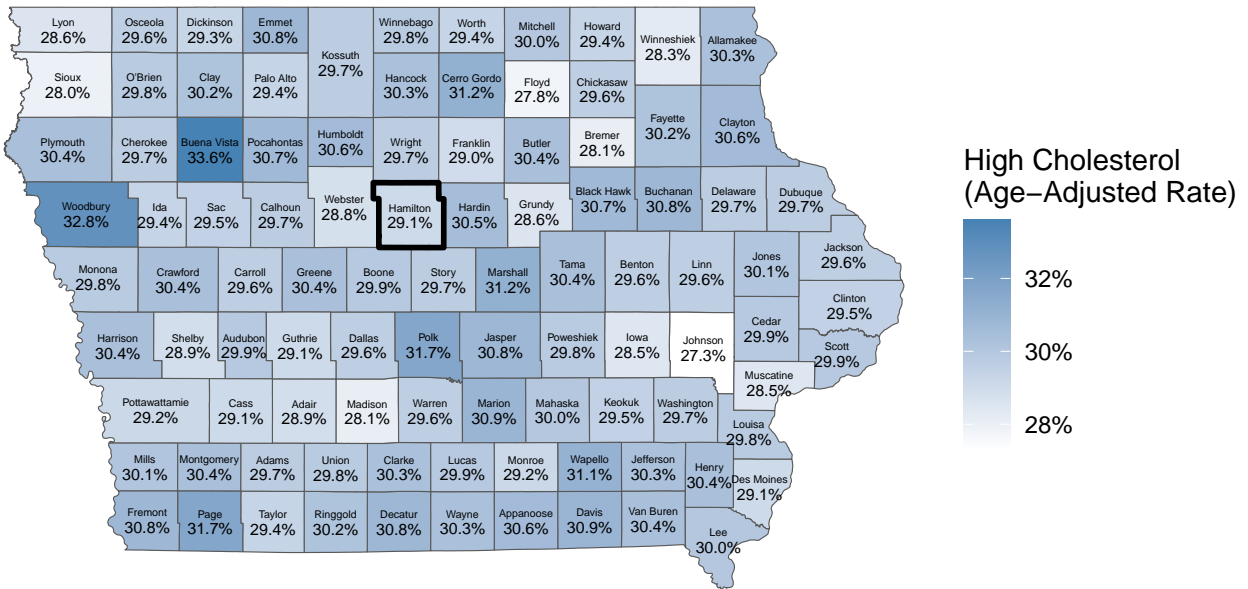 Lyon
28.6%
Osceola
29.6%
Dickinson
29.3%
Emmet
30.8%
Kossuth
29.7%
Winnebago
29.8%
Worth
29.4%
Mitchell
30.0%
Howard
29.4%
Winneshiek
28.3%
Allamakee
30.3%
Sioux
28.0%
O'Brien
29.8%
Clay
30.2%
Palo Alto
29.4%
Hancock
30.3%
Cerro Gordo
31.2%
Floyd
27.8%
Chickasaw
29.6%
Fayette
30.2%
Clayton
30.6%
Plymouth
30.4%
Cherokee
29.7%
Buena Vista
33.6%
Pocahontas
30.7%
Humboldt
30.6%
Wright
29.7%
Franklin
29.0%
Butler
30.4%
Bremer
28.1%
Woodbury
32.8%
Ida
29.4%
Sac
29.5%
Calhoun
29.7%
Webster
28.8%
Hamilton
29.1%
Hardin
30.5%
Grundy
28.6%
Black Hawk
30.7%
Buchanan
30.8%
Delaware
29.7%
Dubuque
29.7%
Monona
29.8%
Crawford
30.4%
Carroll
29.6%
Greene
30.4%
Boone
29.9%
Story
29.7%
Marshall
31.2%
Tama
30.4%
Benton
29.6%
Linn
29.6%
Jones
30.1%
Jackson
29.6%
Clinton
29.5%
Harrison
30.4%
Shelby
28.9%
Audubon
29.9%
Guthrie
29.1%
Dallas
29.6%
Polk
31.7%
Jasper
30.8%
Poweshiek
29.8%
Iowa
28.5%
Johnson
27.3%
Cedar
29.9%
Scott
29.9%
Muscatine
28.5%
Pottawattamie
29.2%
Cass
29.1%
Adair
28.9%
Madison
28.1%
Warren
29.6%
Marion
30.9%
Mahaska
30.0%
Keokuk
29.5%
Washington
29.7%
Louisa
29.8%
Mills
30.1%
Montgomery
30.4%
Adams
29.7%
Union
29.8%
Clarke
30.3%
Lucas
29.9%
Monroe
29.2%
Wapello
31.1%
Jefferson
30.3%
Henry
30.4%
Des Moines
29.1%
Fremont
30.8%
Page
31.7%
Taylor
29.4%
Ringgold
30.2%
Decatur
30.8%
Wayne
30.3%
Appanoose
30.6%
Davis
30.9%
Van Buren
30.4%
Lee
30.0%
High Cholesterol
(Age−Adjusted Rate)
32%
30%
28%